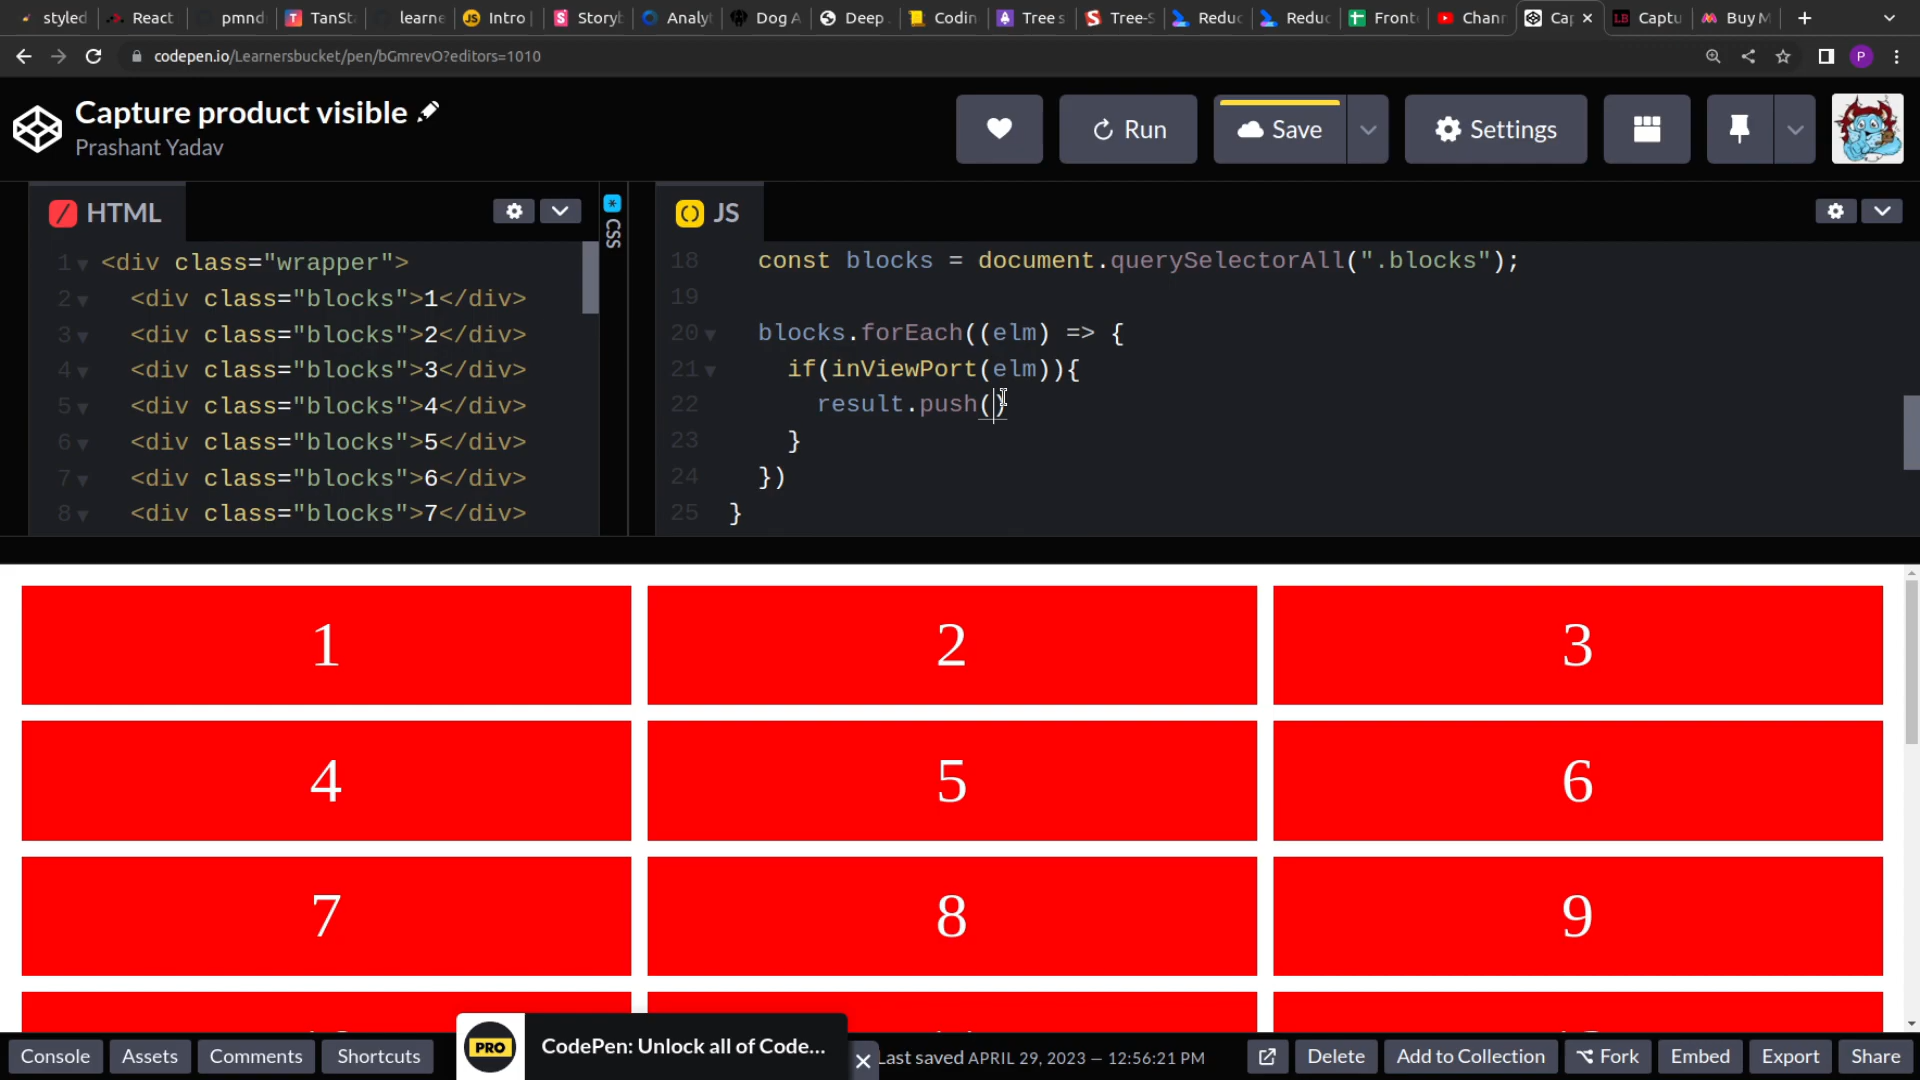 styled
React
pmnd
TanSt
learne
Intro
Storyb
Analyt
Dog A
Deep
Codin
Tree s
Tree-S
Reduc
Reduc
Front
Chann
Cap
Captu
Buy M
codepen.io/Learnersbucket/pen/bGmrevO?editors=1010
P
Capture product visible
Prashant Yadav
Run
Save
Settings
HTML
CSS
JS
1 <div class="wrapper">
2 <div class="blocks">1</div>
3 <div class="blocks">2</div>
4 <div class="blocks">3</div>
5 <div class="blocks">4</div>
6 <div class="blocks">5</div>
7 <div class="blocks">6</div>
8 <div class="blocks">7</div>
18 const blocks = document.querySelectorAll(".blocks");
19
20 blocks.forEach((elm) => {
21 if(inViewPort(elm)){
22 result.push()
23 }
24 })
25 }
1 2 3
4 5 6
7 8 9
PRO CodePen: Unlock all of Code...
Console Assets Comments Shortcuts
Last saved APRIL 29, 2023 — 12:56:21 PM
Delete Add to Collection Fork Embed Export Share